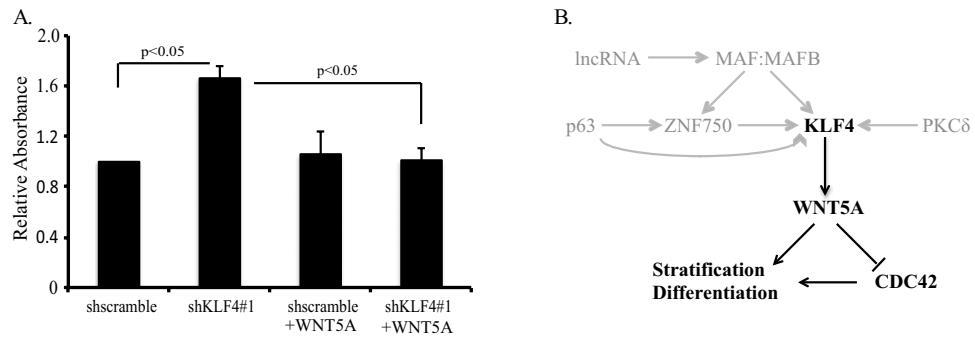 A.
B.
2.0
1.6
1.2
0.8
0.4
0
Relative Absorbance
p<0.05
p<0.05
shscramble
shKLF4#1
shscramble
+WNT5A
shKLF4#1
+WNT5A
lncRNA
MAF:MAFB
p63
ZNF750
KLF4
PKCδ
WNT5A
Stratification
Differentiation
CDC42